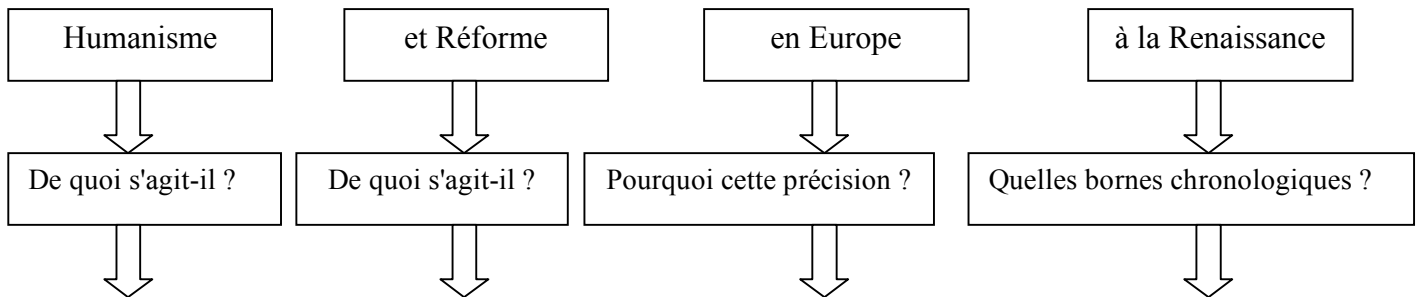 Humanisme
et Réforme
en Europe
à la Renaissance
De quoi s'agit-il ?
De quoi s'agit-il ?
Pourquoi cette précision ?
Quelles bornes chronologiques ?